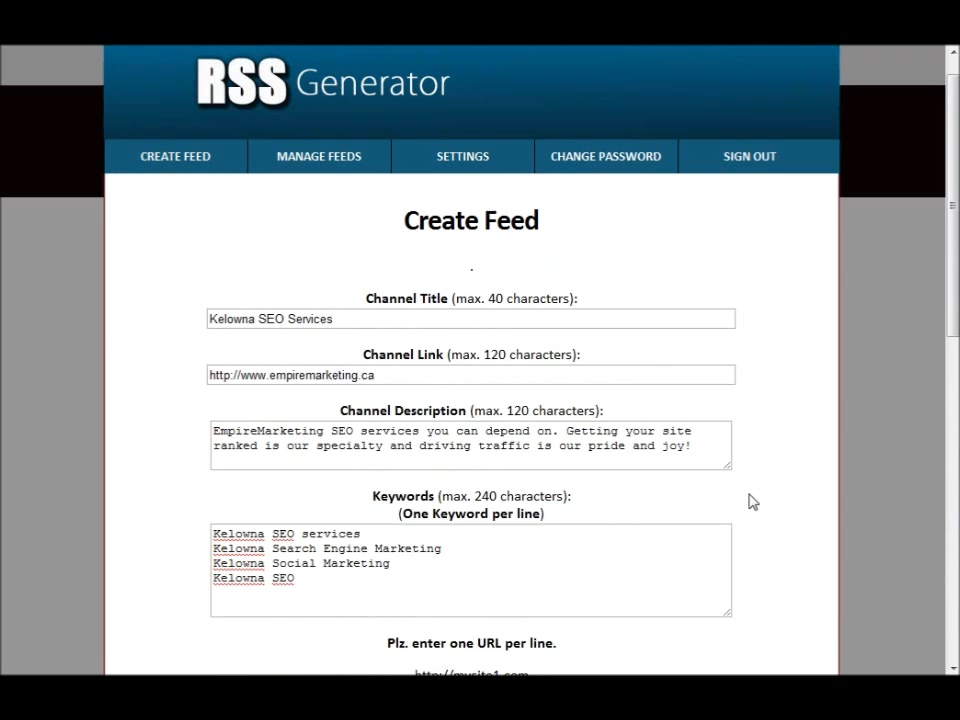 RSS Generator
CREATE FEED MANAGE FEEDS SETTINGS CHANGE PASSWORD SIGN OUT
Create Feed
.
Channel Title (max. 40 characters):
Kelowna SEO Services
Channel Link (max. 120 characters):
http://www.empiremarketing.ca
Channel Description (max. 120 characters):
EmpireMarketing SEO services you can depend on. Getting your site
ranked is our specialty and driving traffic is our pride and joy!
Keywords (max. 240 characters):
(One Keyword per line)
Kelowna SEO services
Kelowna Search Engine Marketing
Kelowna Social Marketing
Kelowna SEO
Plz. enter one URL per line.
http://mysite1.com